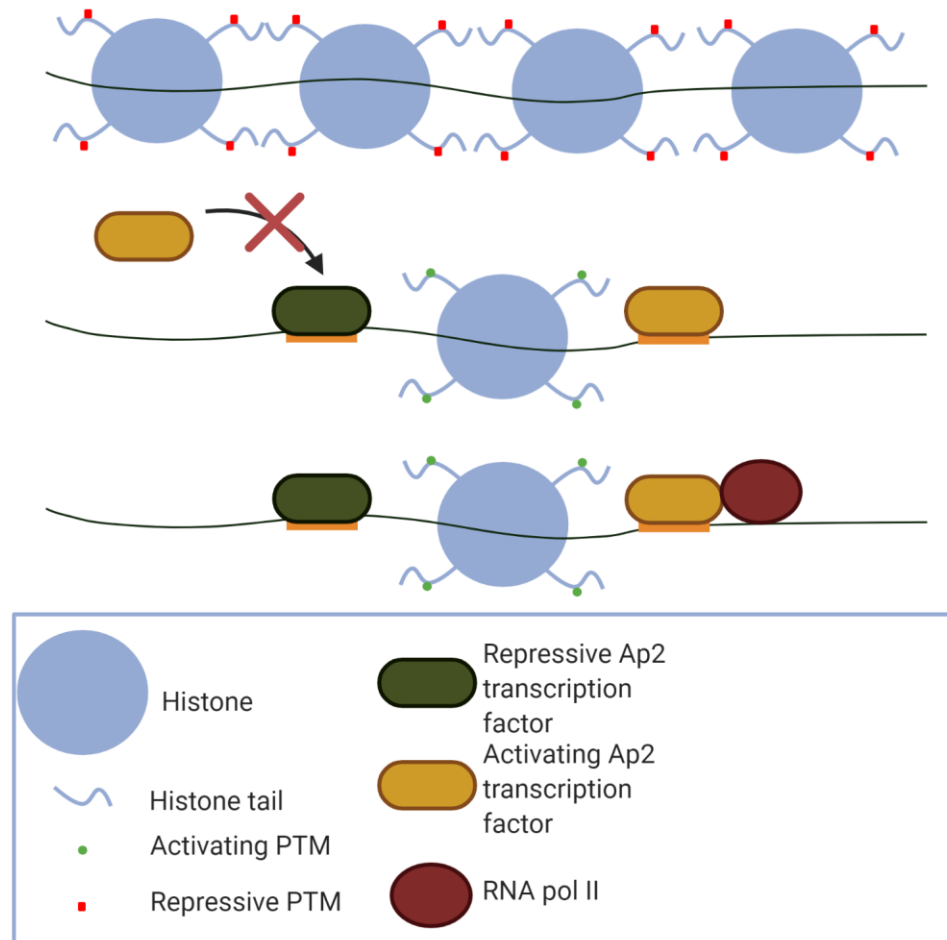 Histone
Histone tail
Activating PTM
Repressive PTM
Repressive Ap2
transcription
factor
Activating Ap2
transcription
factor
RNA pol II